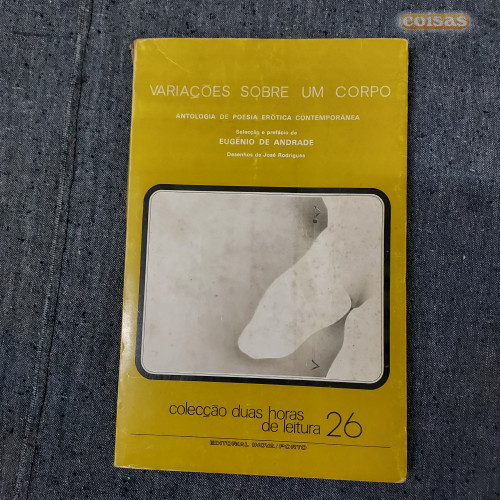 coisas
VARIAÇÕES SOBRE UM CORPO
ANTOLOGIA DE POESIA ERÓTICA CONTEMPORÂNEA
Selecção e prefácio de
EUGÉNIO DE ANDRADE
Desenhos de José Rodrigues
colecção duas horas
de leitura 26
EDITORIAL INOVA/PORTO